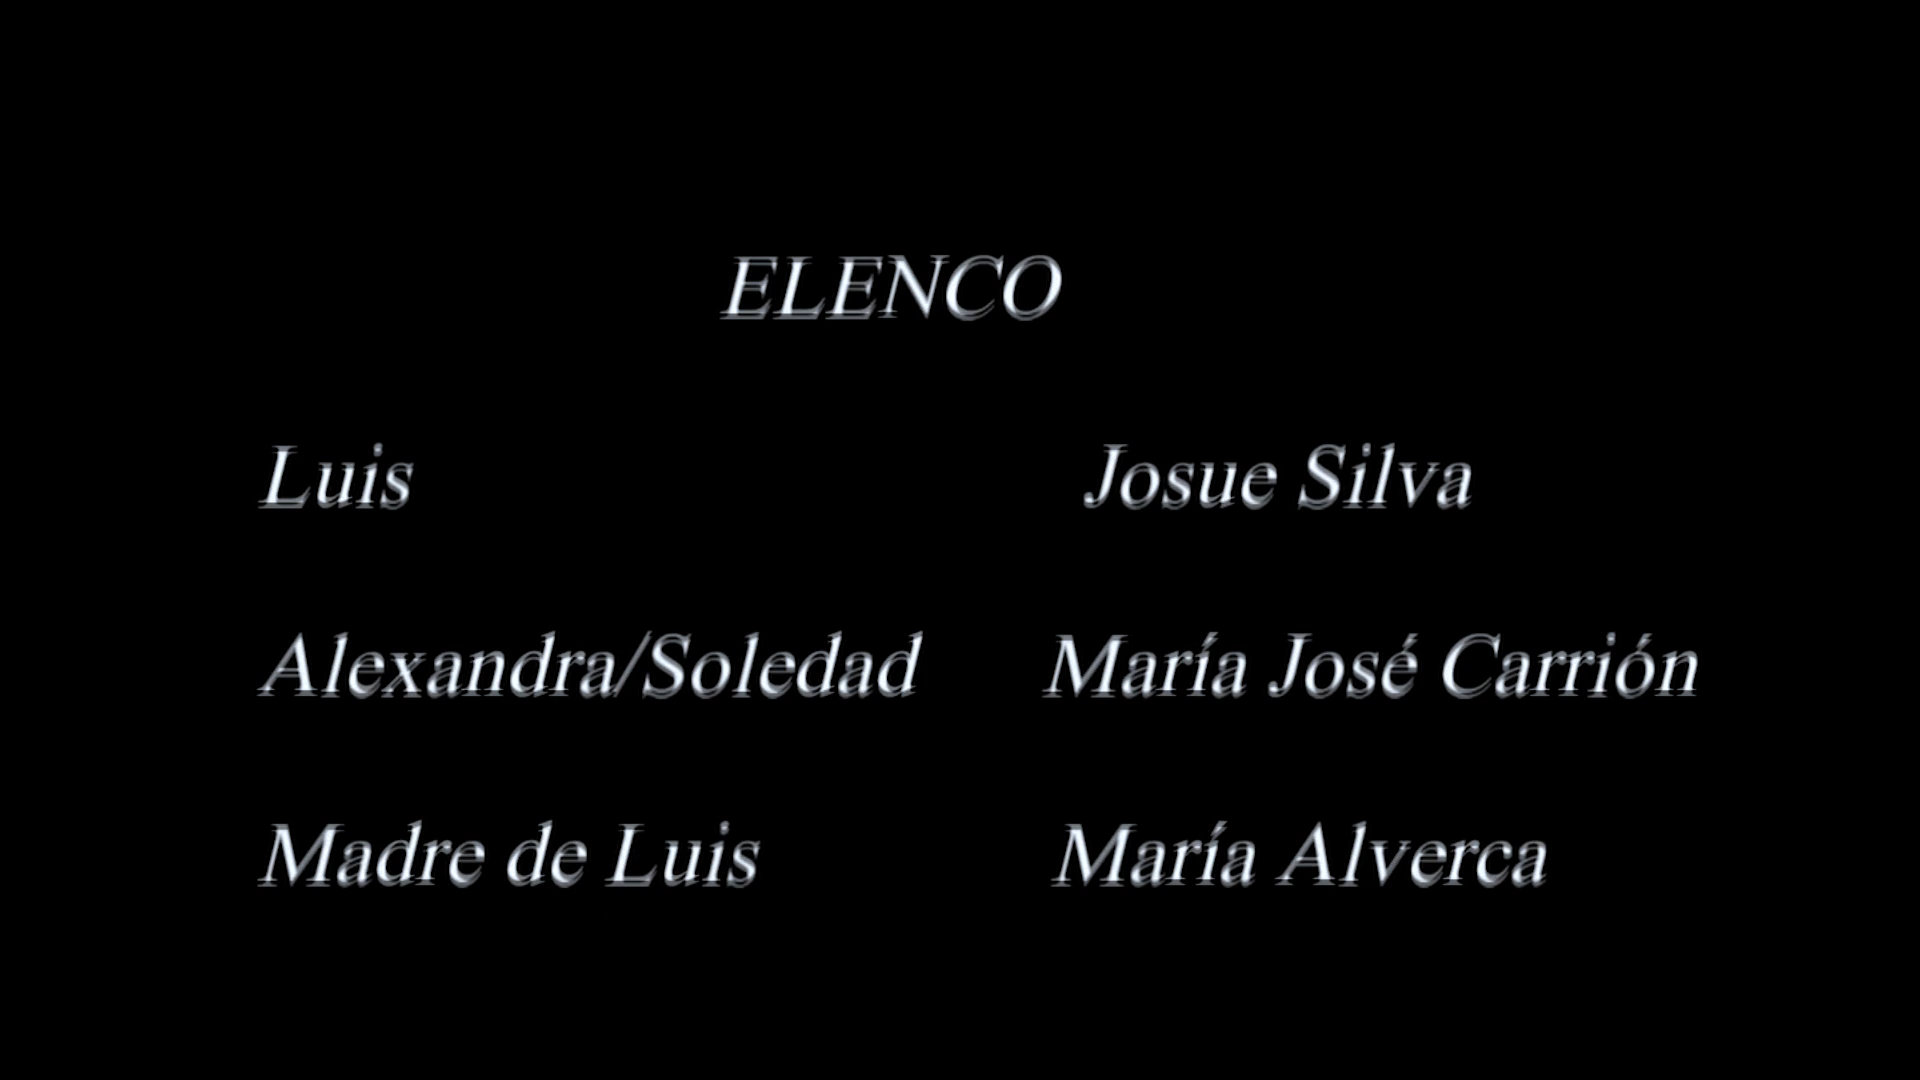 ELENCO
Luis Josue Silva
Alexandra/Soledad María José Carrión
Madre de Luis María Alverca